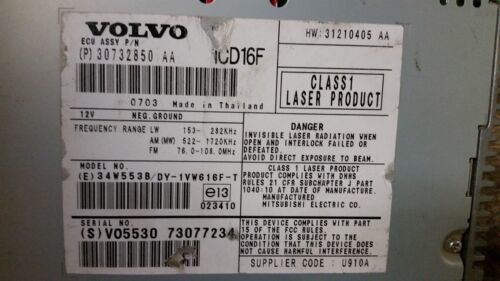 VOLVO
ECU ASSY P/N
(P) 30732850 AA
1CD16F
HW: 31210405 AA
CLASS1
LASER PRODUCT
0703 Made in Thailand
12V NEG.GROUND
FREQUENCY RANGE LW 153- 282KHz
AM(MW) 522-1720KHz
FM 76.0-108.0MHz
DANGER
INVISIBLE LASER RADIATION WHEN
OPEN AND INTERLOCK FAILED OR
DEFEATED.
AVOID DIRECT EXPOSURE TO BEAM.
MODEL NO.
(E) 34W553B/DY-1VW616F-T
e13
023410
CLASS 1 LASER PRODUCT
PRODUCT COMPLIES WITH DHHS
RULES 21 CFR SUBCHAPTER J PART
1040:10 AT DATE OF MANUFACTURE.
MANUFACTURED
MITSUBISHI ELECTRIC CO.
SERIAL NO.
(S) VO5530 73077234
THIS DEVICE COMPLIES WITH PART
15 OF THE FCC RULES.
OPERATION IS SUBJECT TO THE
CONDITION THAT THIS DEVICE DOES
NOT CAUSE HARMFUL INTERFERENCE.
SUPPLIER CODE : U910A